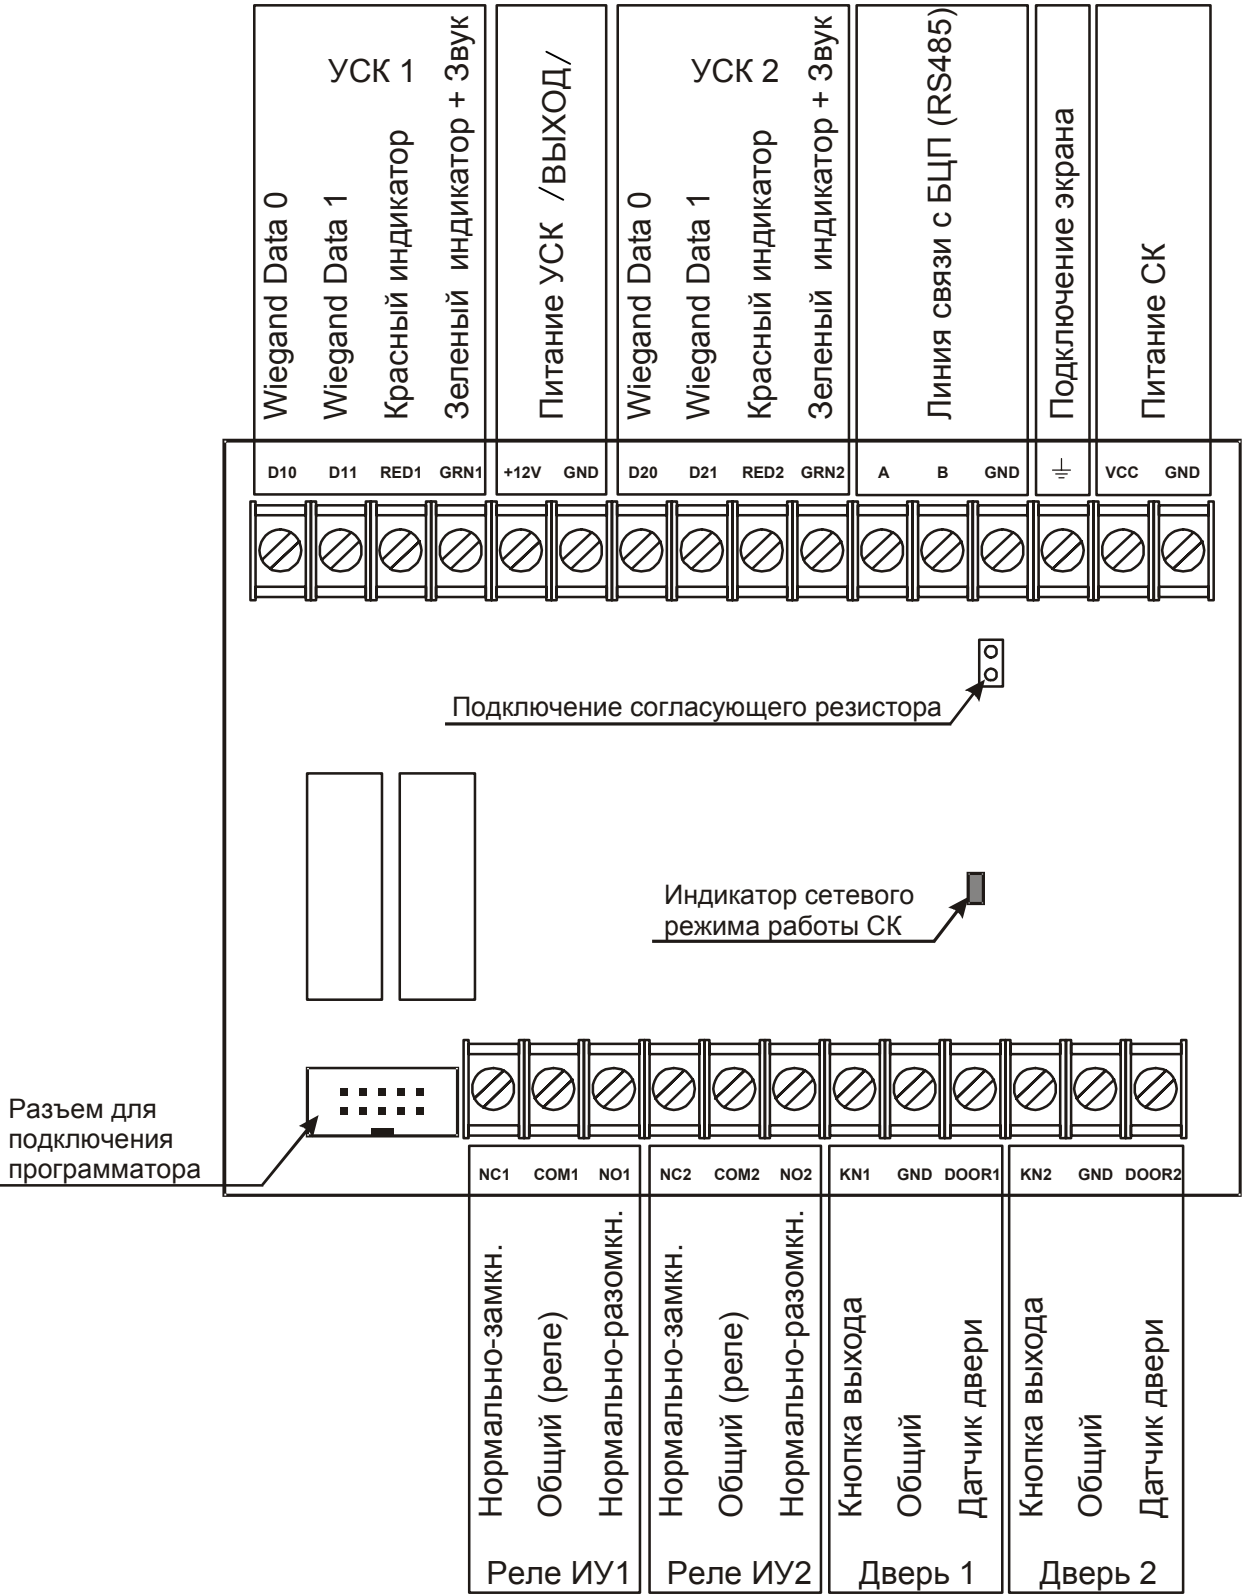 УСК 1
Wiegand Data 0
Wiegand Data 1
Красный индикатор
Зеленый индикатор + Звук
Питание УСК /ВЫХОД/
УСК 2
Wiegand Data 0
Wiegand Data 1
Красный индикатор
Зеленый индикатор + Звук
Линия связи с БЦП (RS485)
Подключение экрана
Питание СК
D10 D11 RED1 GRN1 +12V GND D20 D21 RED2 GRN2 A B GND VCC GND
Подключение согласующего резистора
Индикатор сетевого
режима работы СК
Разъем для
подключения
программатора
NC1 COM1 NO1 NC2 COM2 NO2 KN1 GND DOOR1 KN2 GND DOOR2
Нормально-замкн.
Общий (реле)
Нормально-разомкн.
Нормально-замкн.
Общий (реле)
Нормально-разомкн.
Кнопка выхода
Общий
Датчик двери
Кнопка выхода
Общий
Датчик двери
Реле ИУ1
Реле ИУ2
Дверь 1
Дверь 2